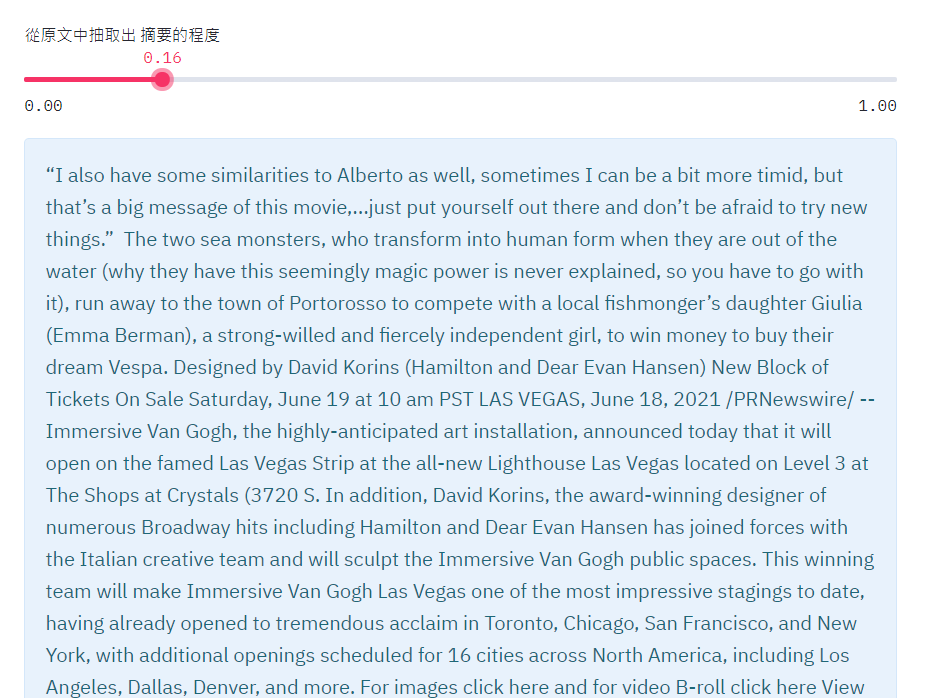 從原文中抽取出 摘要的程度
0.16
0.00 1.00
“I also have some similarities to Alberto as well, sometimes I can be a bit more timid, but
that’s a big message of this movie,…just put yourself out there and don’t be afraid to try new
things.”  The two sea monsters, who transform into human form when they are out of the
water (why they have this seemingly magic power is never explained, so you have to go with
it), run away to the town of Portorosso to compete with a local fishmonger’s daughter Giulia
(Emma Berman), a strong-willed and fiercely independent girl, to win money to buy their
dream Vespa. Designed by David Korins (Hamilton and Dear Evan Hansen) New Block of
Tickets On Sale Saturday, June 19 at 10 am PST LAS VEGAS, June 18, 2021 /PRNewswire/ --
Immersive Van Gogh, the highly-anticipated art installation, announced today that it will
open on the famed Las Vegas Strip at the all-new Lighthouse Las Vegas located on Level 3 at
The Shops at Crystals (3720 S. In addition, David Korins, the award-winning designer of
numerous Broadway hits including Hamilton and Dear Evan Hansen has joined forces with
the Italian creative team and will sculpt the Immersive Van Gogh public spaces. This winning
team will make Immersive Van Gogh Las Vegas one of the most impressive stagings to date,
having already opened to tremendous acclaim in Toronto, Chicago, San Francisco, and New
York, with additional openings scheduled for 16 cities across North America, including Los
Angeles, Dallas, Denver, and more. For images click here and for video B-roll click here View